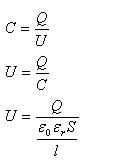 C = Q/U
U = Q/C
U = Q/(ε₀ εᵣ S/l)